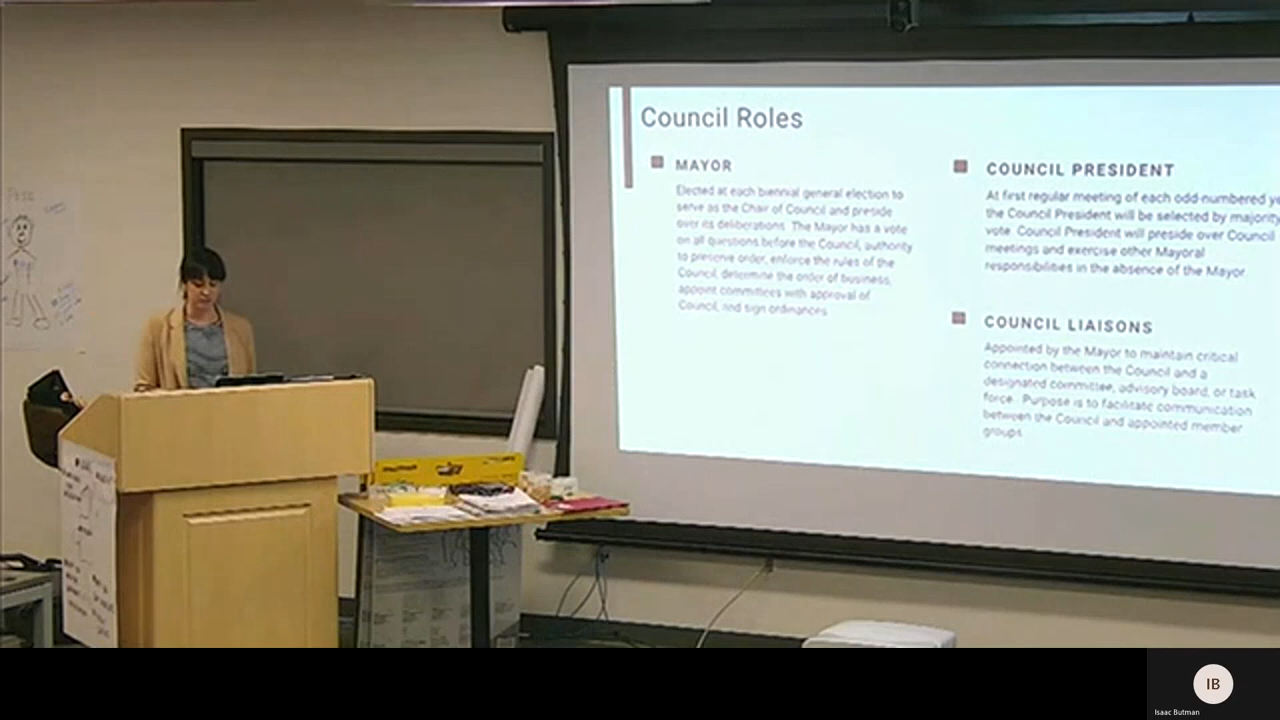 Council Roles
MAYOR
Elected at each biennial general election to
serve as the Chair of Council and preside
over its deliberations. The Mayor has a vote
on all questions before the Council, authority
to preserve order, enforce the rules of the
Council, determine the order of business,
appoint committees with approval of
Council, and sign ordinances.
COUNCIL PRESIDENT
At first regular meeting of each odd-numbered ye
the Council President will be selected by majority
vote. Council President will preside over Council
meetings and exercise other Mayoral
responsibilities in the absence of the Mayor.
COUNCIL LIAISONS
Appointed by the Mayor to maintain critical
connection between the Council and a
designated committee, advisory board, or task
force. Purpose is to facilitate communication
between the Council and appointed member
groups.
IB
Isaac Butman